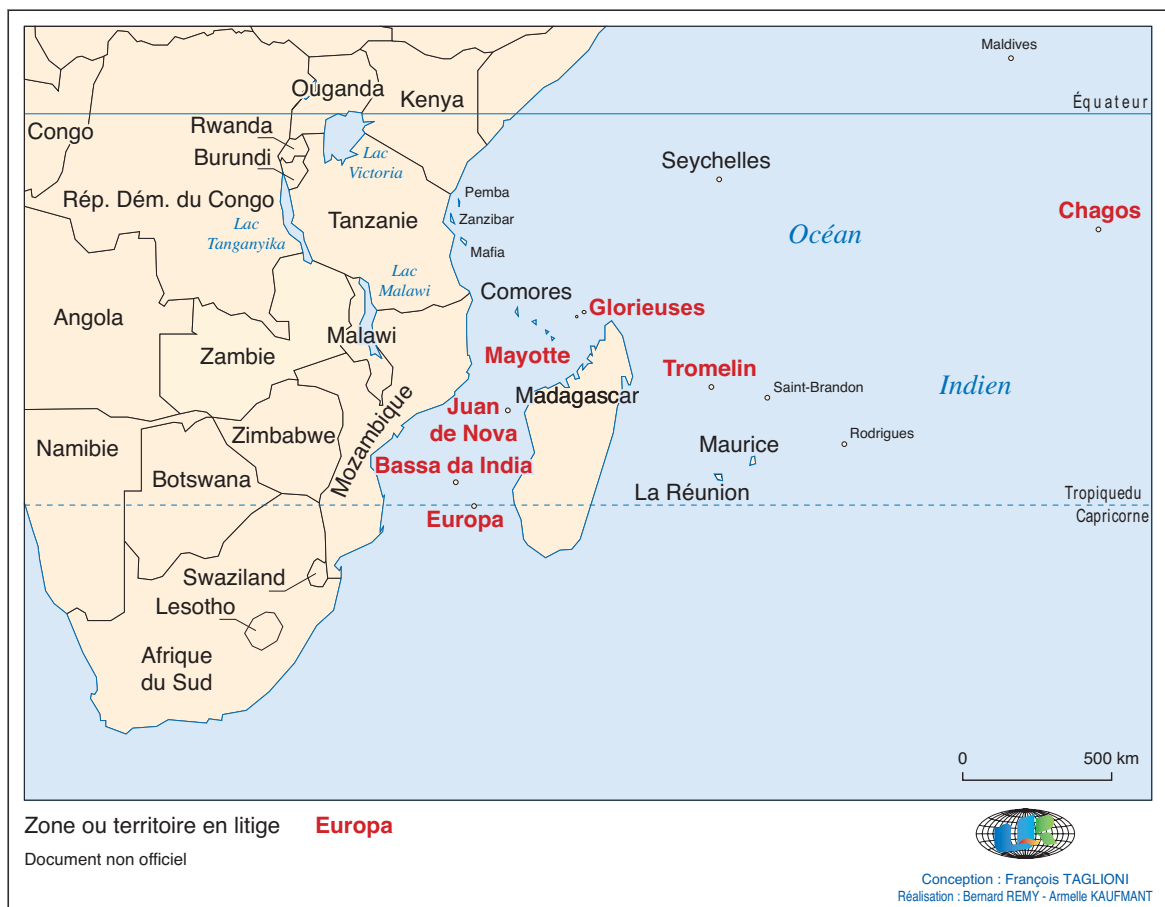 Maldives
Ouganda
Kenya
Équateur
Congo
Rwanda
Burundi
Lac
Victoria
Seychelles
Rép. Dém. du Congo
Pemba
Chagos
Lac
Tanganyika
Tanzanie
Zanzibar
Océan
Mafia
Lac
Malawi
Comores
Glorieuses
Angola
Malawi
Zambie
Mayotte
Tromelin
Saint-Brandon
Indien
Madagascar
Juan
de Nova
Mozambique
Zimbabwe
Namibie
Maurice
Rodrigues
Bassa da India
Botswana
La Réunion
Tropiquedu
Capricorne
Europa
Swaziland
Lesotho
Afrique
du Sud
0 500 km
Zone ou territoire en litige Europa
Document non officiel
Conception : François TAGLIONI
Réalisation : Bernard REMY - Armelle KAUFMANT